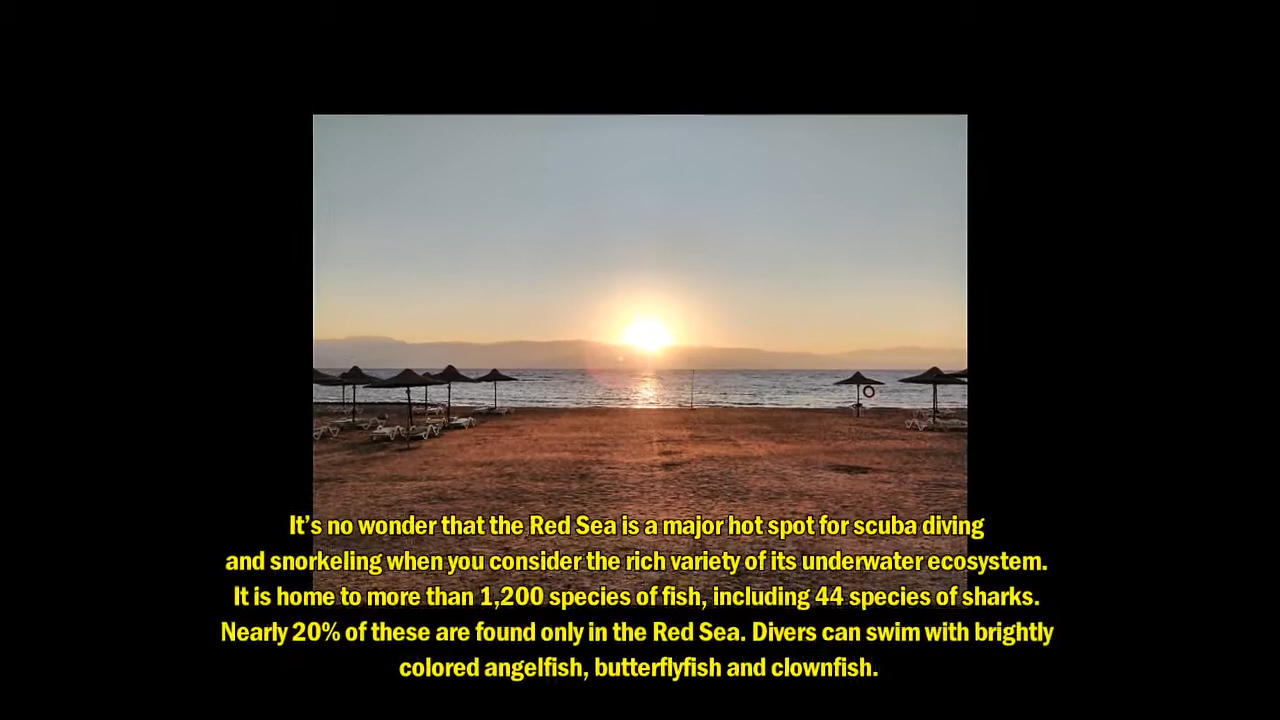 It’s no wonder that the Red Sea is a major hot spot for scuba diving
and snorkeling when you consider the rich variety of its underwater ecosystem.
It is home to more than 1,200 species of fish, including 44 species of sharks.
Nearly 20% of these are found only in the Red Sea. Divers can swim with brightly
colored angelfish, butterflyfish and clownfish.